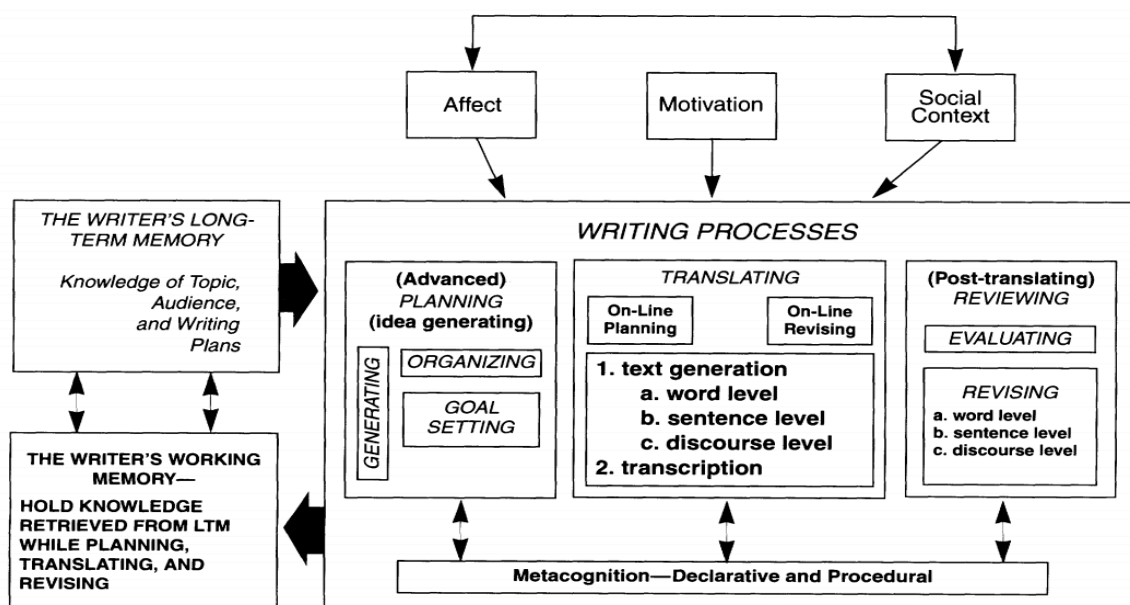 Affect
Motivation
Social
Context
THE WRITER'S LONG-
TERM MEMORY
Knowledge of Topic,
Audience,
and Writing
Plans
THE WRITER'S WORKING
MEMORY—
HOLD KNOWLEDGE
RETRIEVED FROM LTM
WHILE PLANNING,
TRANSLATING, AND
REVISING
WRITING PROCESSES
(Advanced)
PLANNING
(idea generating)
GENERATING
ORGANIZING
GOAL
SETTING
TRANSLATING
On-Line
Planning
On-Line
Revising
1. text generation
a. word level
b. sentence level
c. discourse level
2. transcription
(Post-translating)
REVIEWING
EVALUATING
REVISING
a. word level
b. sentence level
c. discourse level
Metacognition—Declarative and Procedural